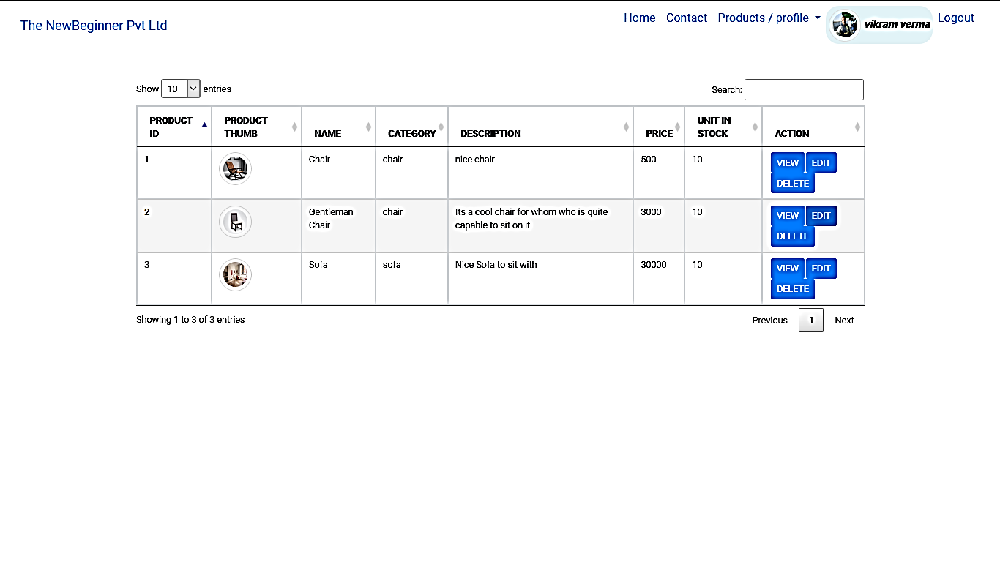 The NewBeginner Pvt Ltd
Home Contact Products / profile vikram verma Logout
Show 10 entries
Search:
PRODUCT ID PRODUCT THUMB NAME CATEGORY DESCRIPTION PRICE UNIT IN STOCK ACTION
1 Chair chair nice chair 500 10 VIEW EDIT
DELETE
2 Gentleman Chair chair Its a cool chair for whom who is quite capable to sit on it 3000 10 VIEW EDIT
DELETE
3 Sofa sofa Nice Sofa to sit with 30000 10 VIEW EDIT
DELETE
Showing 1 to 3 of 3 entries
Previous 1 Next